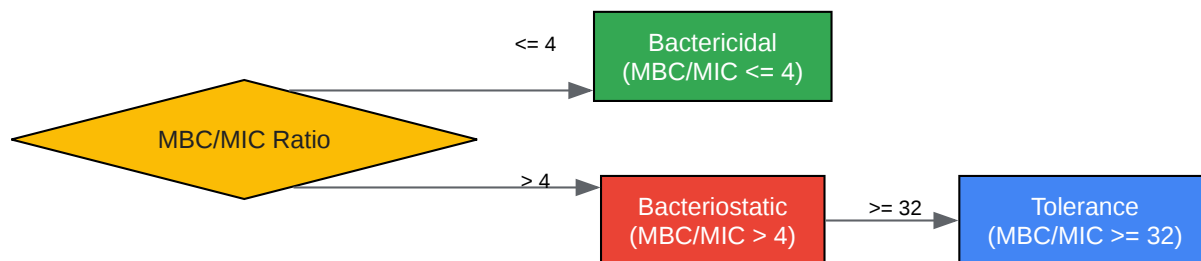 <= 4
Bactericidal
(MBC/MIC <= 4)
MBC/MIC Ratio
> 4
Bacteriostatic
(MBC/MIC > 4)
>= 32
Tolerance
(MBC/MIC >= 32)